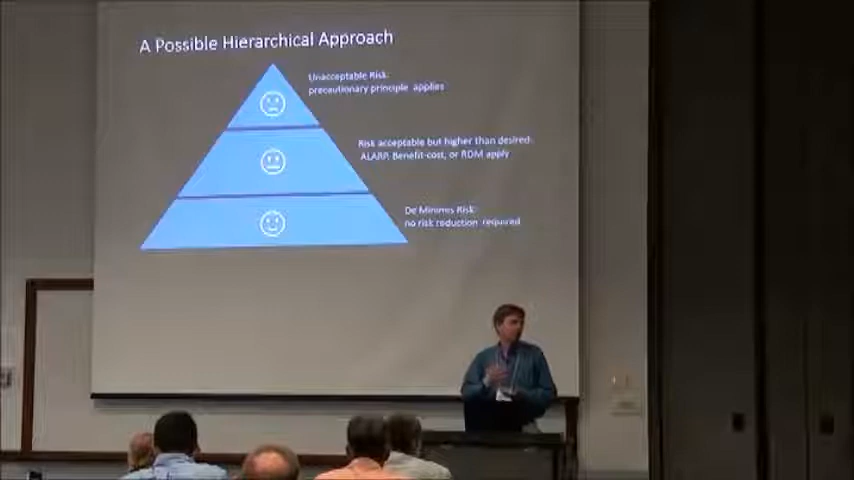 A Possible Hierarchical Approach
Unacceptable Risk:
precautionary principle applies
Risk acceptable but higher than desired:
ALARP, Benefit-cost, or RDM apply
De Minimis Risk:
no risk reduction required